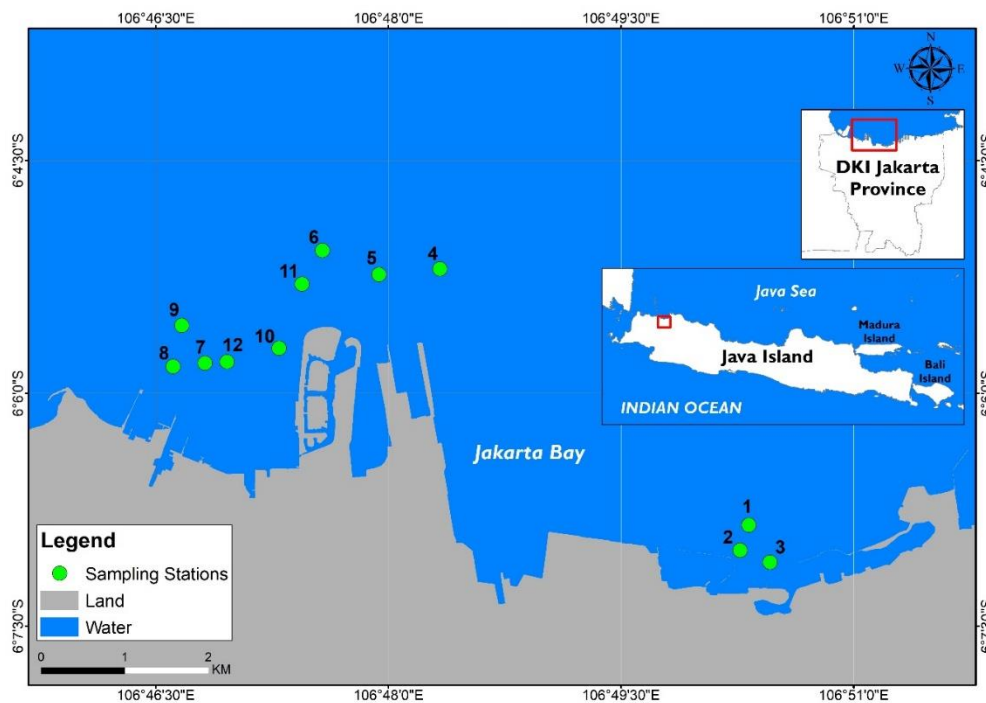 106°46'30"E
106°48'0"E
106°49'30"E
106°51'0"E
N
W
E
S
6°4'30"S
6°4'30"S
DKI Jakarta
Province
6
5
4
11
Java Sea
9
10
8
7
12
Madura
Island
Java Island
Bali
Island
6°6'0"S
6°6'0"S
INDIAN OCEAN
Jakarta Bay
1
2
3
Legend
Sampling Stations
Land
Water
6°7'30"S
6°7'30"S
0
1
2
KM
106°46'30"E
106°48'0"E
106°49'30"E
106°51'0"E